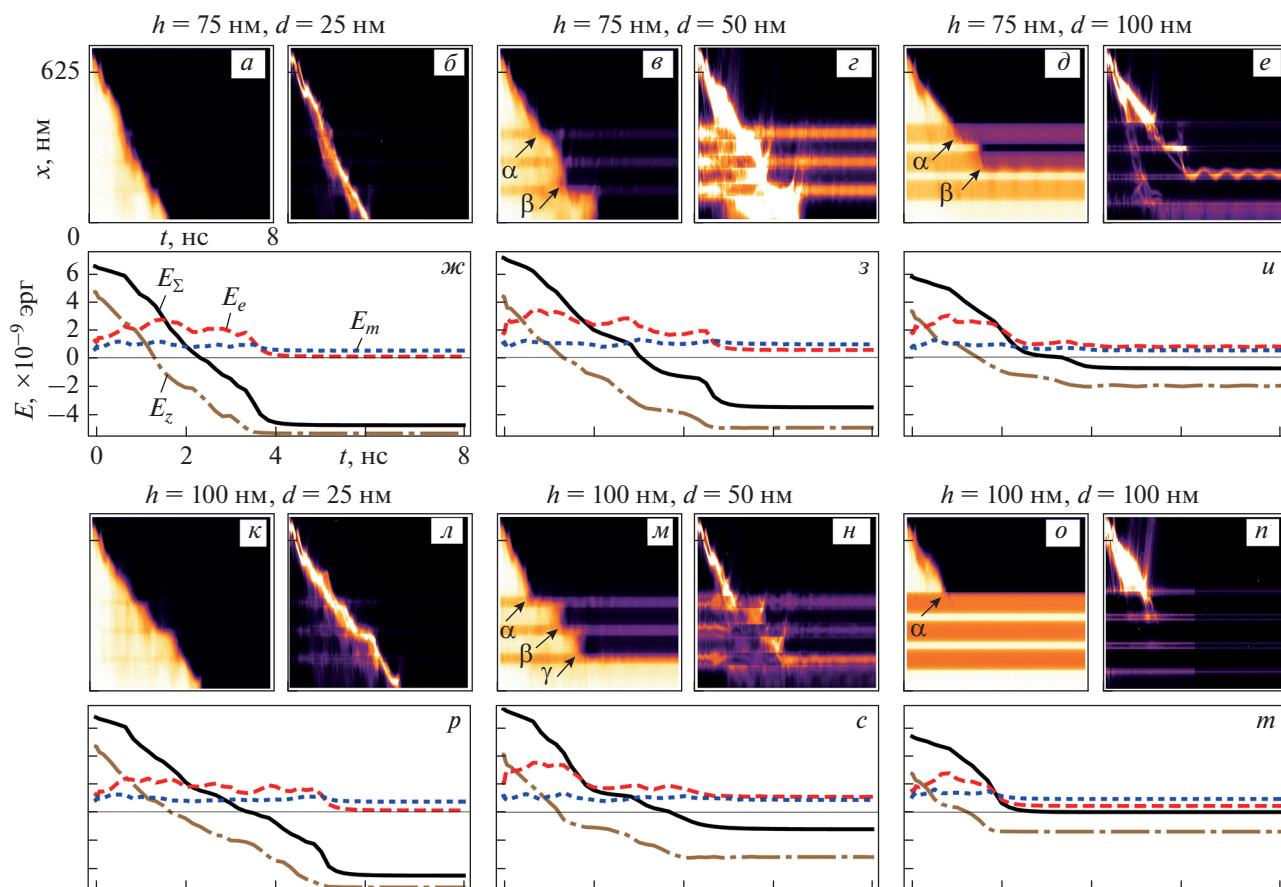 h = 75 нм, d = 25 нм
h = 75 нм, d = 50 нм
h = 75 нм, d = 100 нм
а
б
в
г
д
е
625
x, нм
0
t, нс
8
α
β
α
β
ж
з
и
E, ×10⁻⁹ эрг
6
4
2
0
−2
−4
E_Σ
E_e
E_m
E_z
0
2
4
t, нс
8
h = 100 нм, d = 25 нм
h = 100 нм, d = 50 нм
h = 100 нм, d = 100 нм
к
л
м
н
о
п
α
β
γ
α
р
с
т